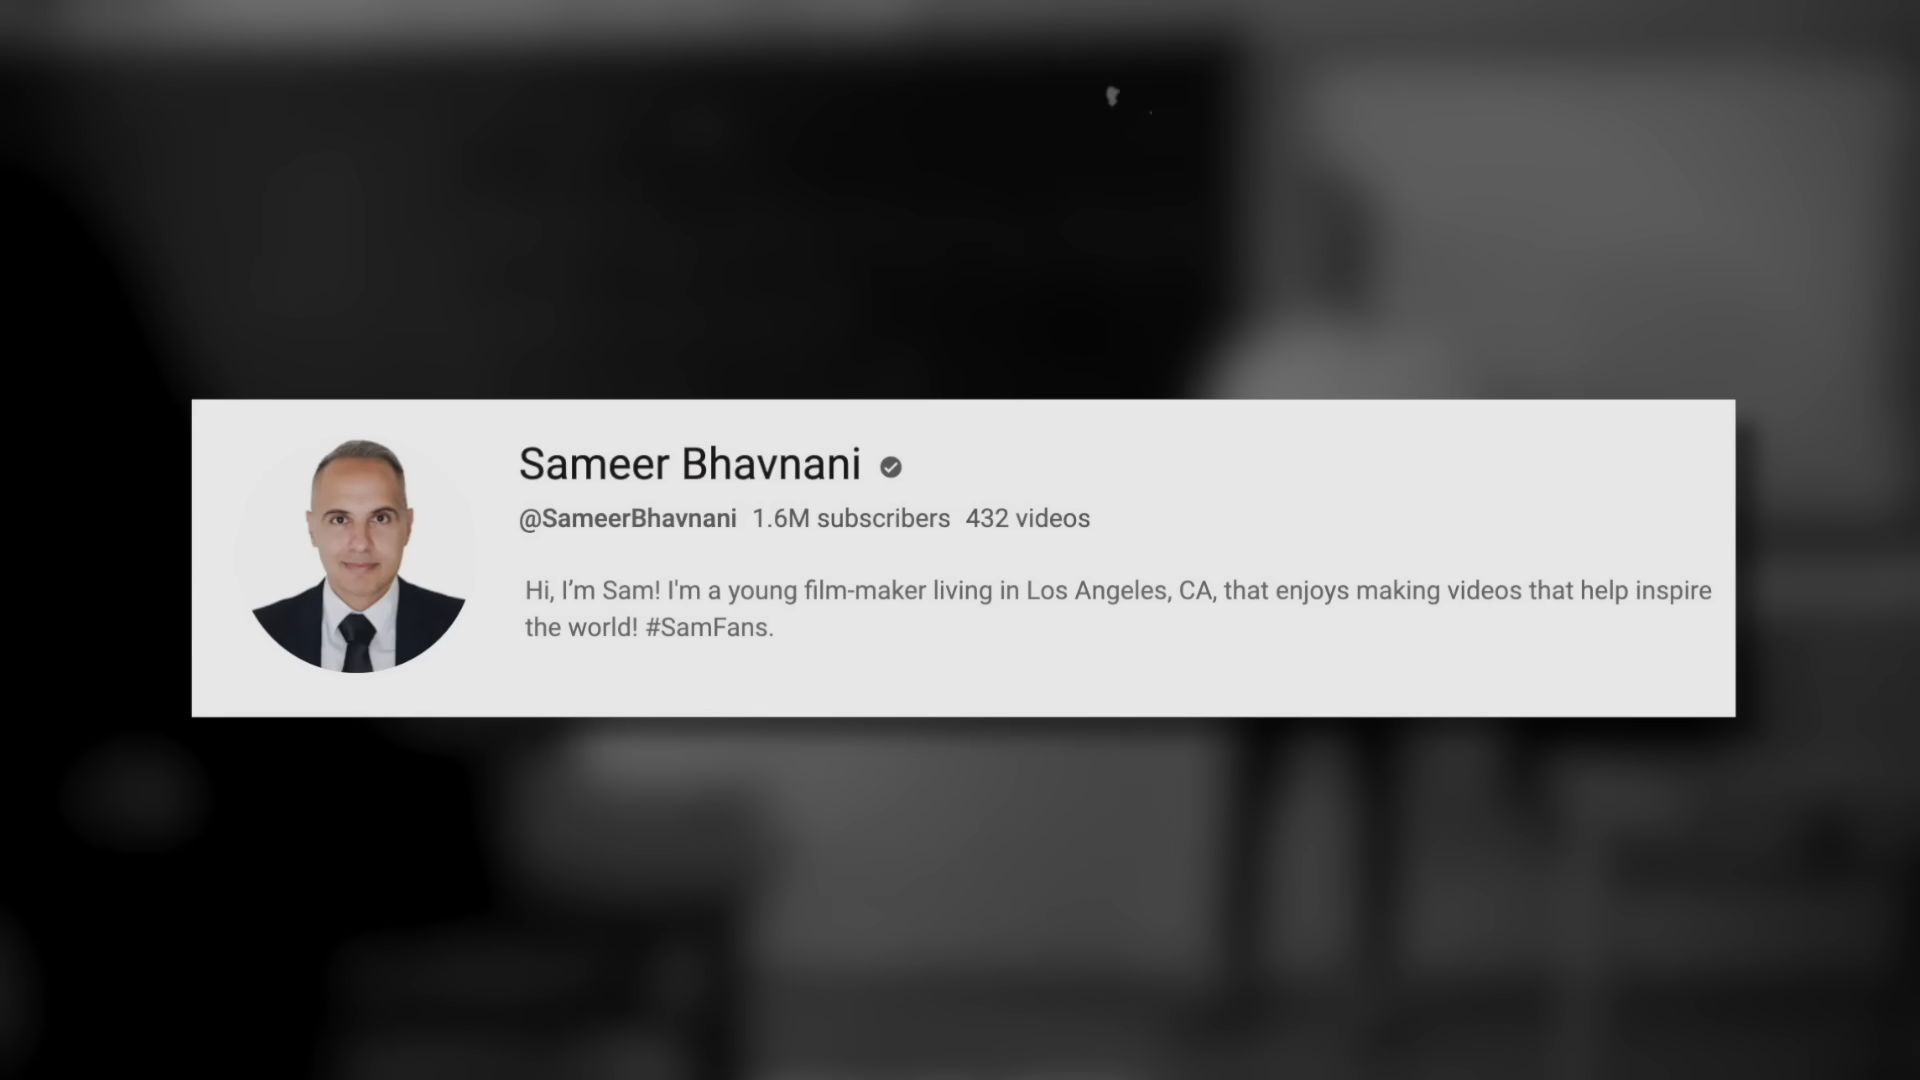 Sameer Bhavnani
@SameerBhavnani 1.6M subscribers 432 videos
Hi, I’m Sam! I'm a young film-maker living in Los Angeles, CA, that enjoys making videos that help inspire
the world! #SamFans.